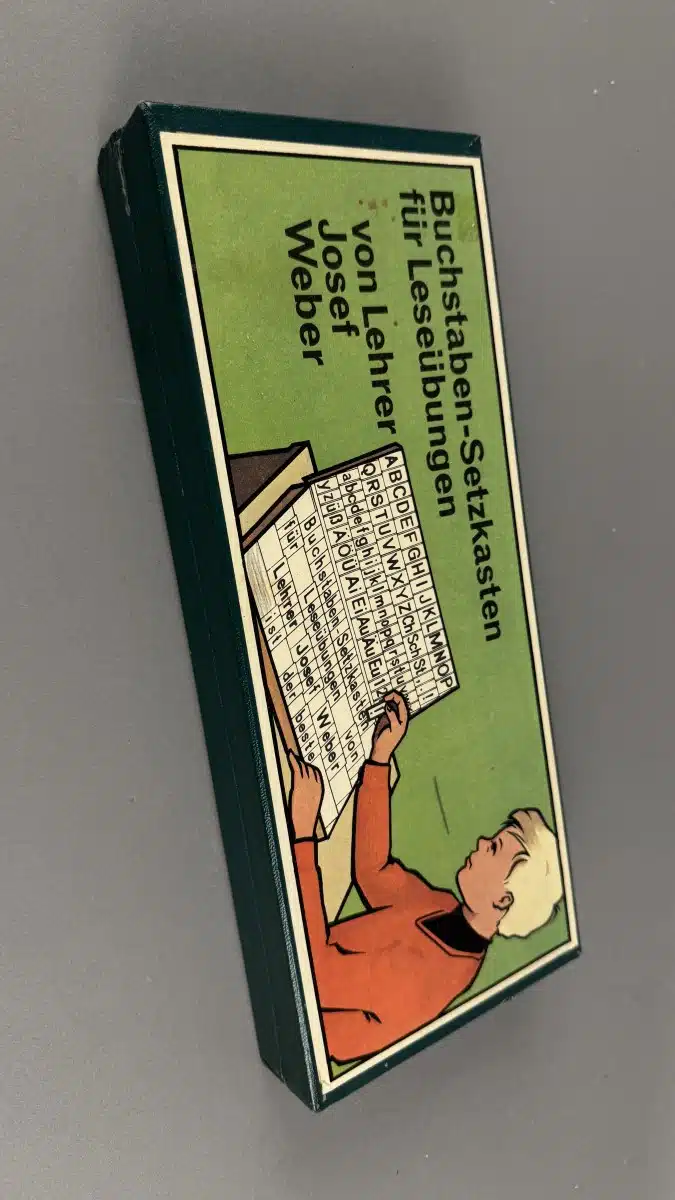 Buchstaben-Setzkasten
für Leseübungen
von Lehrer
Josef
Weber
ABCDEFGHIJKLMNOP
QRSTUVWXYZChSchSt.,!
abcdefghijklmnopqrstu
yzüßÄÖÜAiEiAuÄuEu
Buchstaben Setzkasten von
für Leseübungen Weber
Lehrer Josef
ist der beste